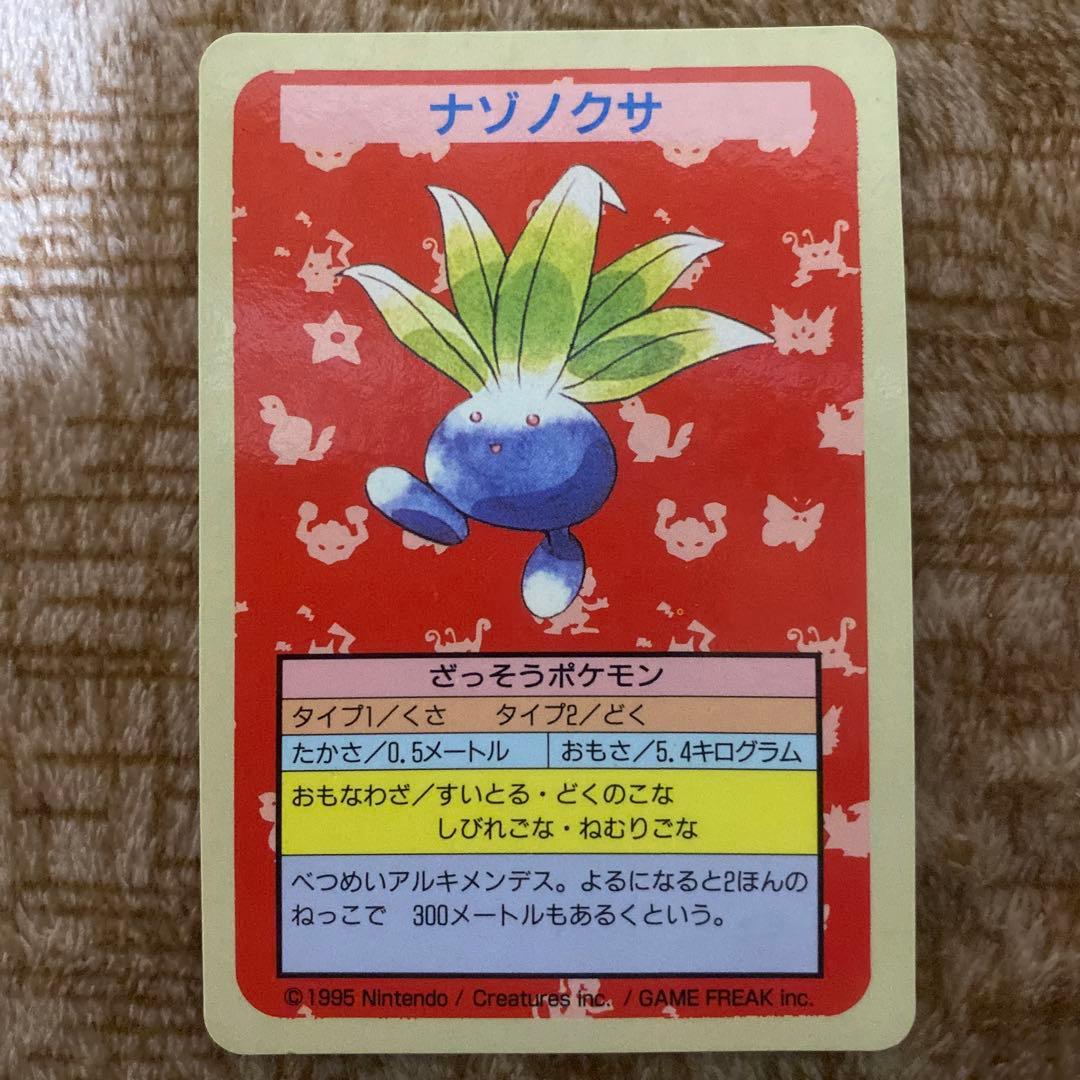 ナゾノクサ
ざっそうポケモン
タイプ1／くさ　　タイプ2／どく
たかさ／0.5メートル　おもさ／5.4キログラム
おもなわざ／すいとる・どくのこな
しびれごな・ねむりごな
べつめいアルキメンデス。よるになると2ほんの
ねっこで　300メートルもあるくという。
©1995 Nintendo / Creatures inc. / GAME FREAK inc.